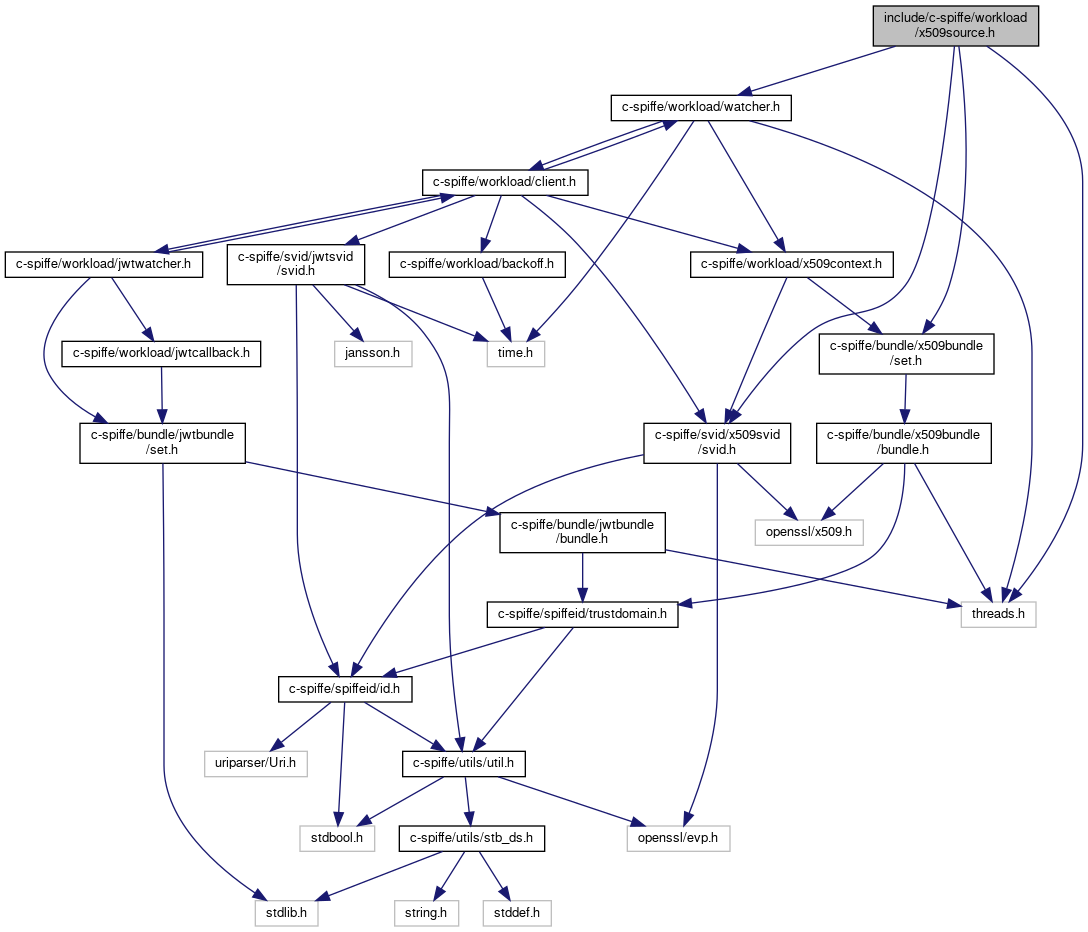 include/c-spiffe/workload
/x509source.h
c-spiffe/workload/watcher.h
c-spiffe/workload/client.h
c-spiffe/workload/jwtwatcher.h
c-spiffe/svid/jwtsvid
/svid.h
c-spiffe/workload/backoff.h
c-spiffe/workload/x509context.h
c-spiffe/workload/jwtcallback.h
jansson.h
time.h
c-spiffe/bundle/x509bundle
/set.h
c-spiffe/bundle/jwtbundle
/set.h
c-spiffe/svid/x509svid
/svid.h
c-spiffe/bundle/x509bundle
/bundle.h
c-spiffe/bundle/jwtbundle
/bundle.h
openssl/x509.h
c-spiffe/spiffeid/trustdomain.h
threads.h
c-spiffe/spiffeid/id.h
uriparser/Uri.h
c-spiffe/utils/util.h
stdbool.h
c-spiffe/utils/stb_ds.h
openssl/evp.h
stdlib.h
string.h
stddef.h